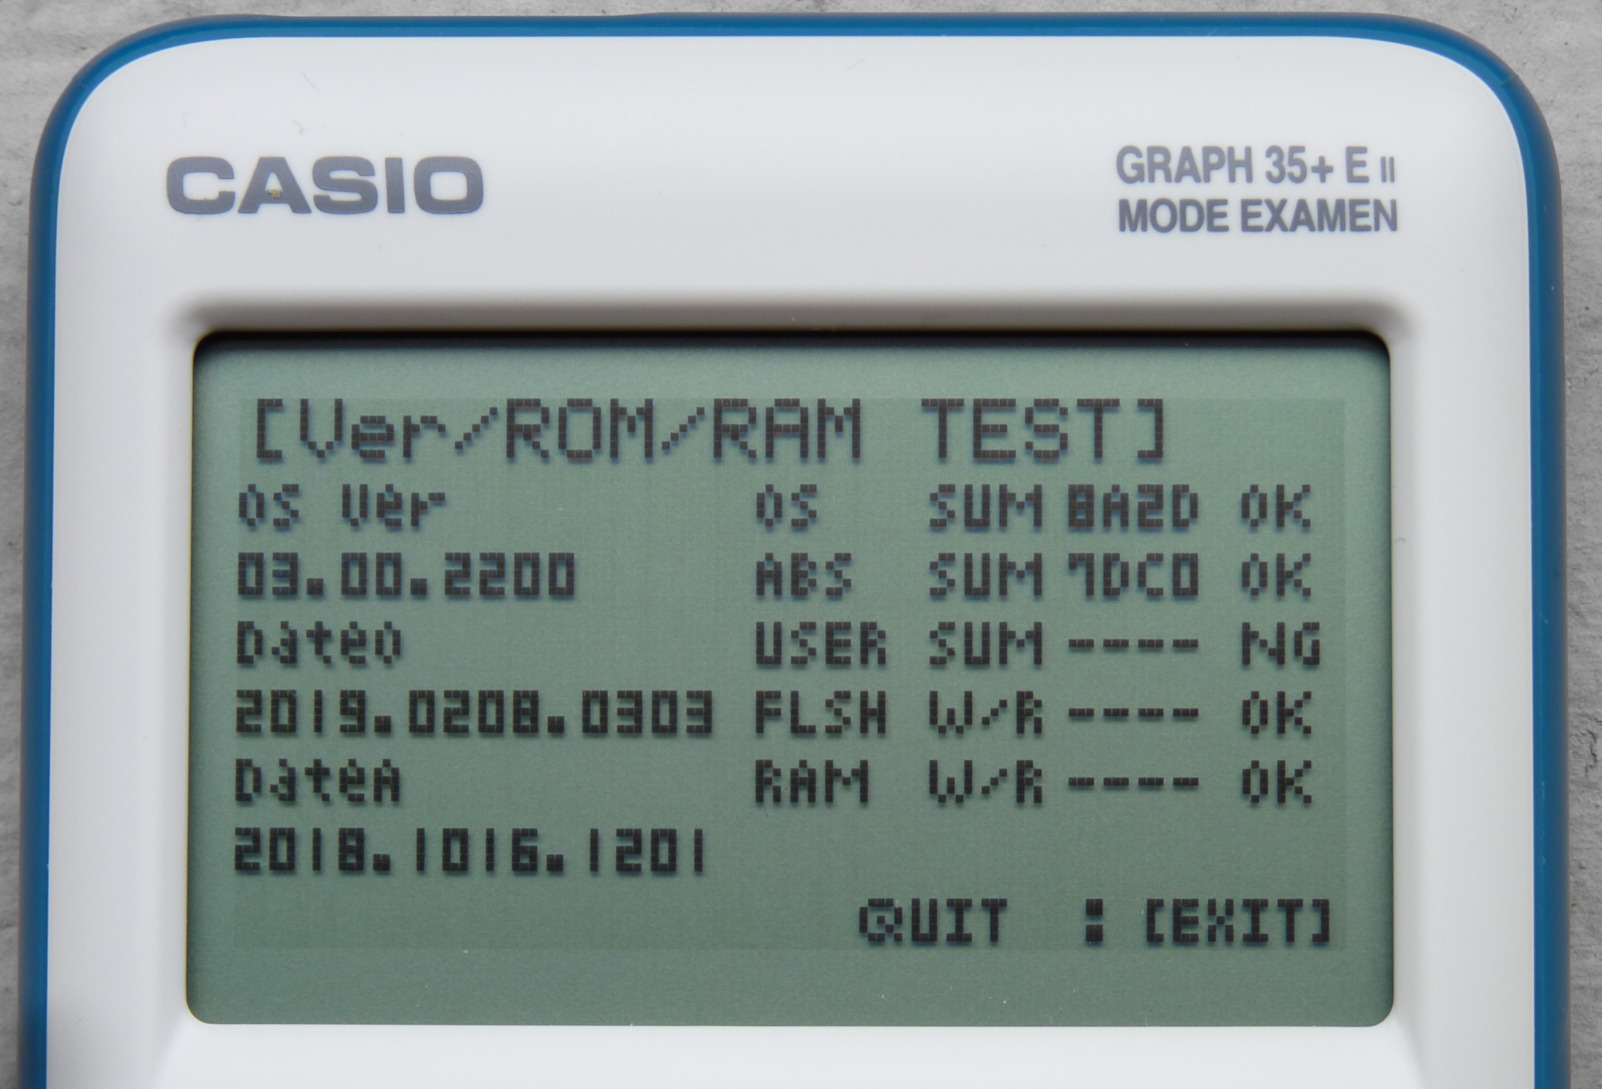 CASIO
GRAPH 35+ E II
MODE EXAMEN
[Ver/ROM/RAM TEST]
OS Ver OS SUM 8A2D OK
03.00.2200 ABS SUM 7DC0 OK
DateO USER SUM ---- NG
2019.0208.0303 FLSH W/R ---- OK
DateA RAM W/R ---- OK
2018.1016.1201
QUIT : [EXIT]